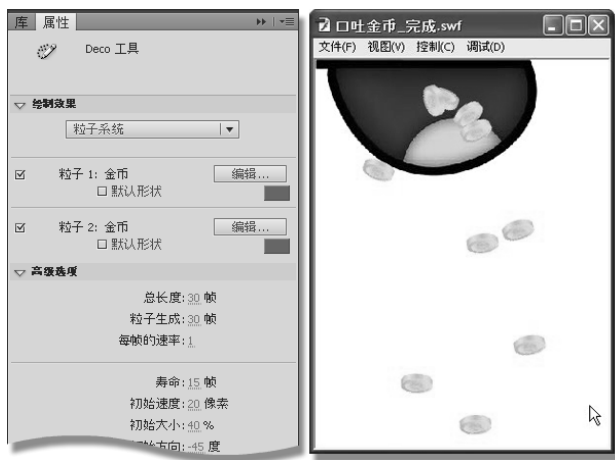 库 属性
Deco 工具
绘制效果
粒子系统
粒子 1: 金币 编辑...
默认形状
粒子 2: 金币 编辑...
默认形状
高级选项
总长度: 30 帧
粒子生成: 30 帧
每帧的速率: 1
寿命: 15 帧
初始速度: 20 像素
初始大小: 40 %
初始方向: -45 度
口吐金币_完成.swf
文件(F) 视图(V) 控制(C) 调试(D)